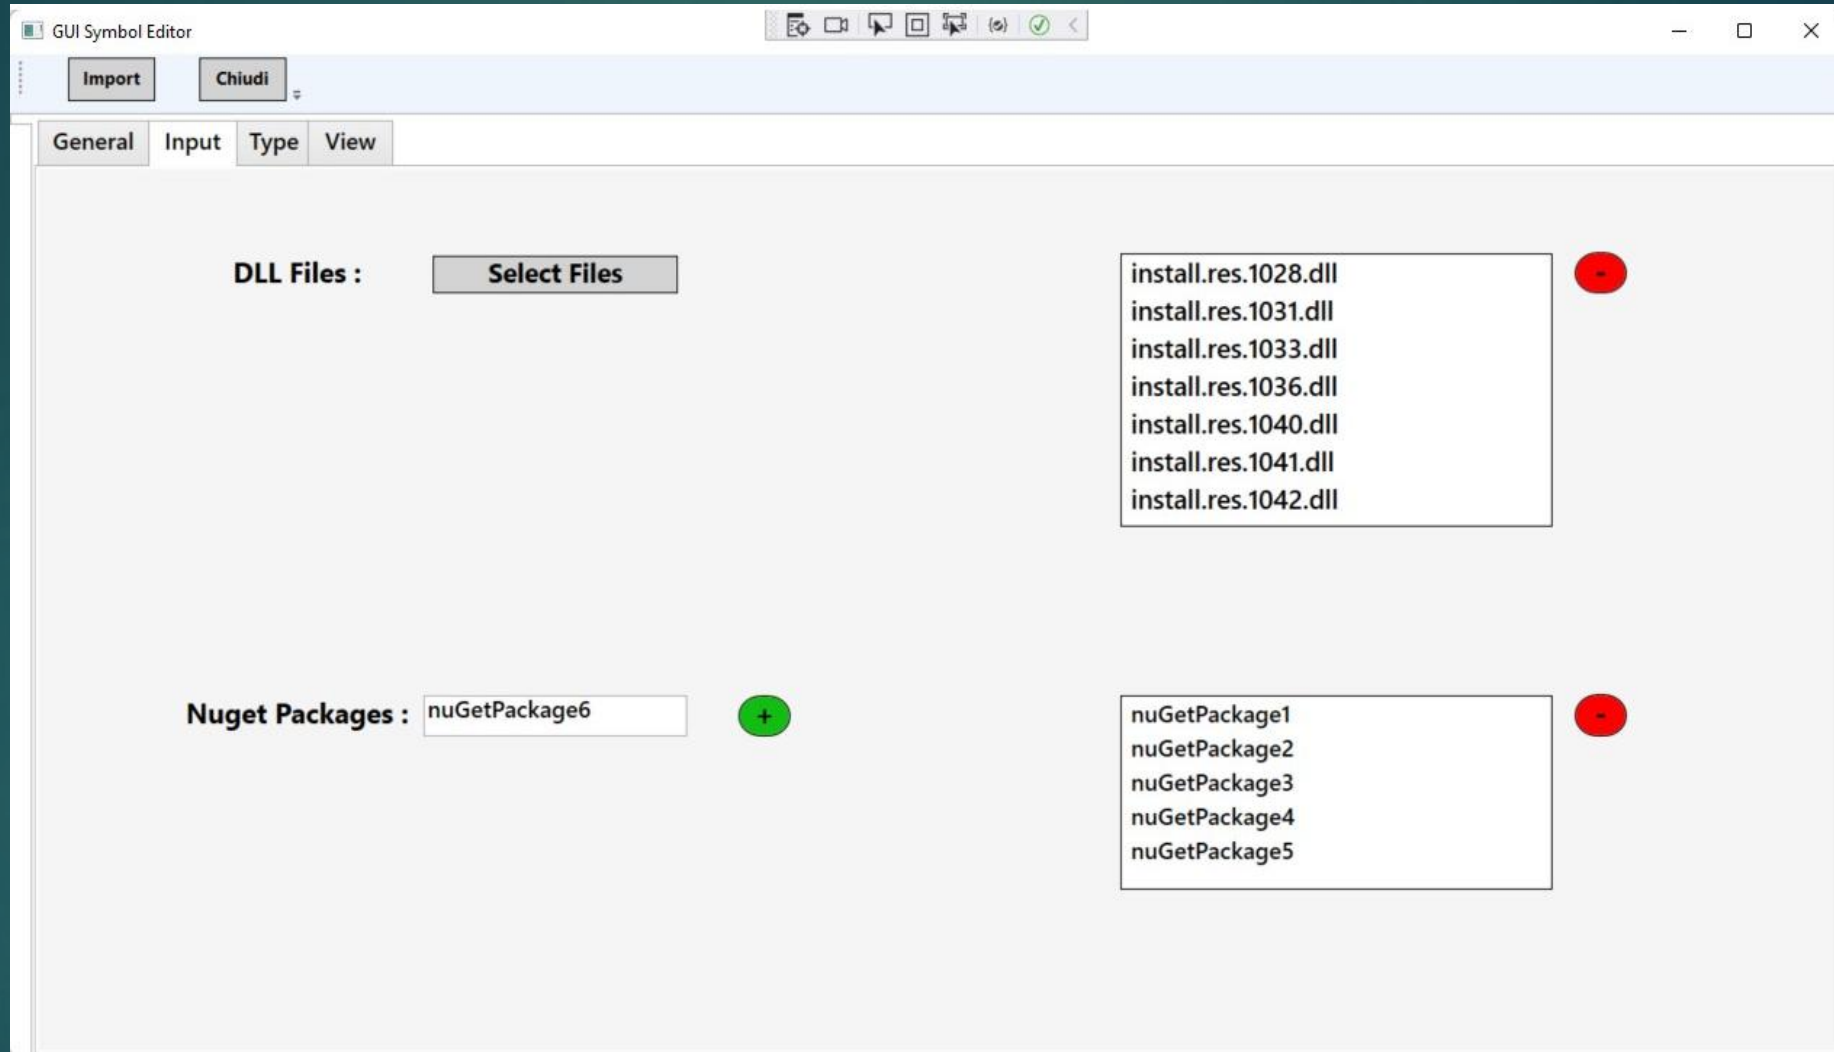 GUI Symbol Editor
Import Chiudi
General Input Type View
DLL Files : Select Files
install.res.1028.dll
-
install.res.1031.dll
install.res.1033.dll
install.res.1036.dll
install.res.1040.dll
install.res.1041.dll
install.res.1042.dll
Nuget Packages : nuGetPackage6 +
nuGetPackage1
-
nuGetPackage2
nuGetPackage3
nuGetPackage4
nuGetPackage5